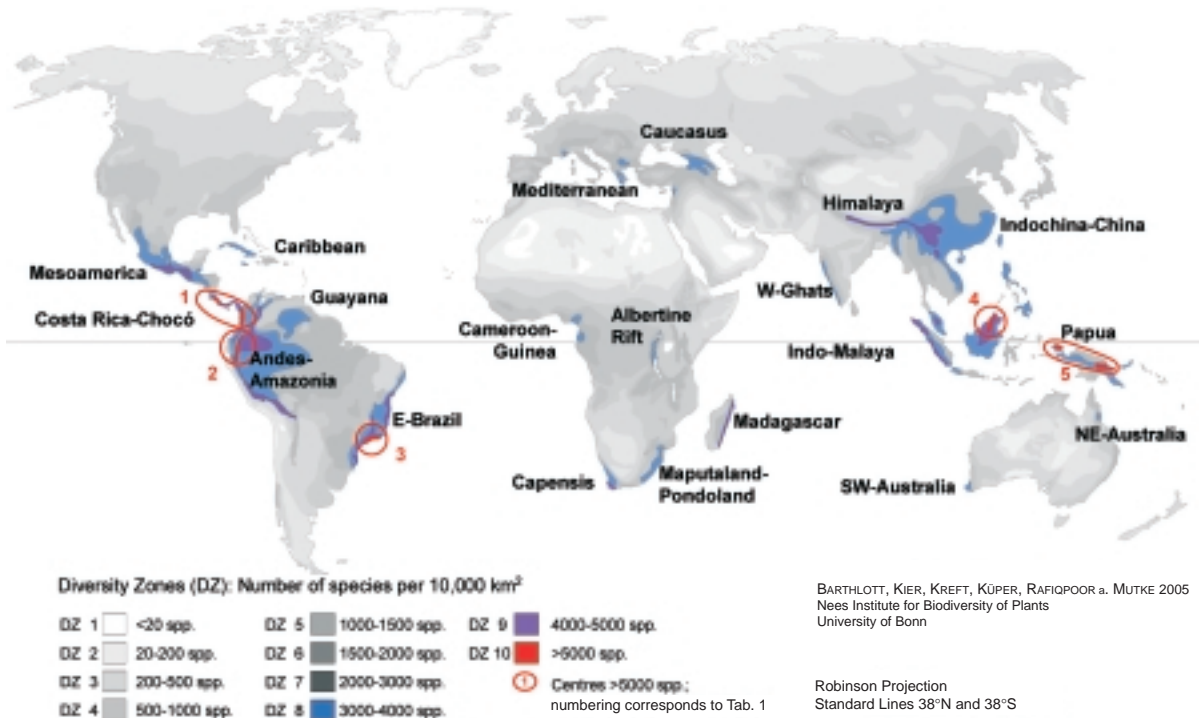 Caucasus
Mediterranean
Himalaya
Indochina-China
Caribbean
Mesoamerica
1
Guayana
W-Ghats
4
Costa Rica-Chocó
Albertine
Rift
Cameroon-
Guinea
Papua
Indo-Malaya
5
Andes-
Amazonia
2
E-Brazil
3
Madagascar
NE-Australia
Capensis
Maputaland-
Pondoland
SW-Australia
Diversity Zones (DZ): Number of species per 10,000 km²
DZ 1 <20 spp.
DZ 2 20-200 spp.
DZ 3 200-500 spp.
DZ 4 500-1000 spp.
DZ 5 1000-1500 spp.
DZ 6 1500-2000 spp.
DZ 7 2000-3000 spp.
DZ 8 3000-4000 spp.
DZ 9 4000-5000 spp.
DZ 10 >5000 spp.
1 Centres >5000 spp.;
numbering corresponds to Tab. 1
BARTHLOTT, KIER, KREFT, KÜPER, RAFIQPOOR a. MUTKE 2005
Nees Institute for Biodiversity of Plants
University of Bonn
Robinson Projection
Standard Lines 38°N and 38°S